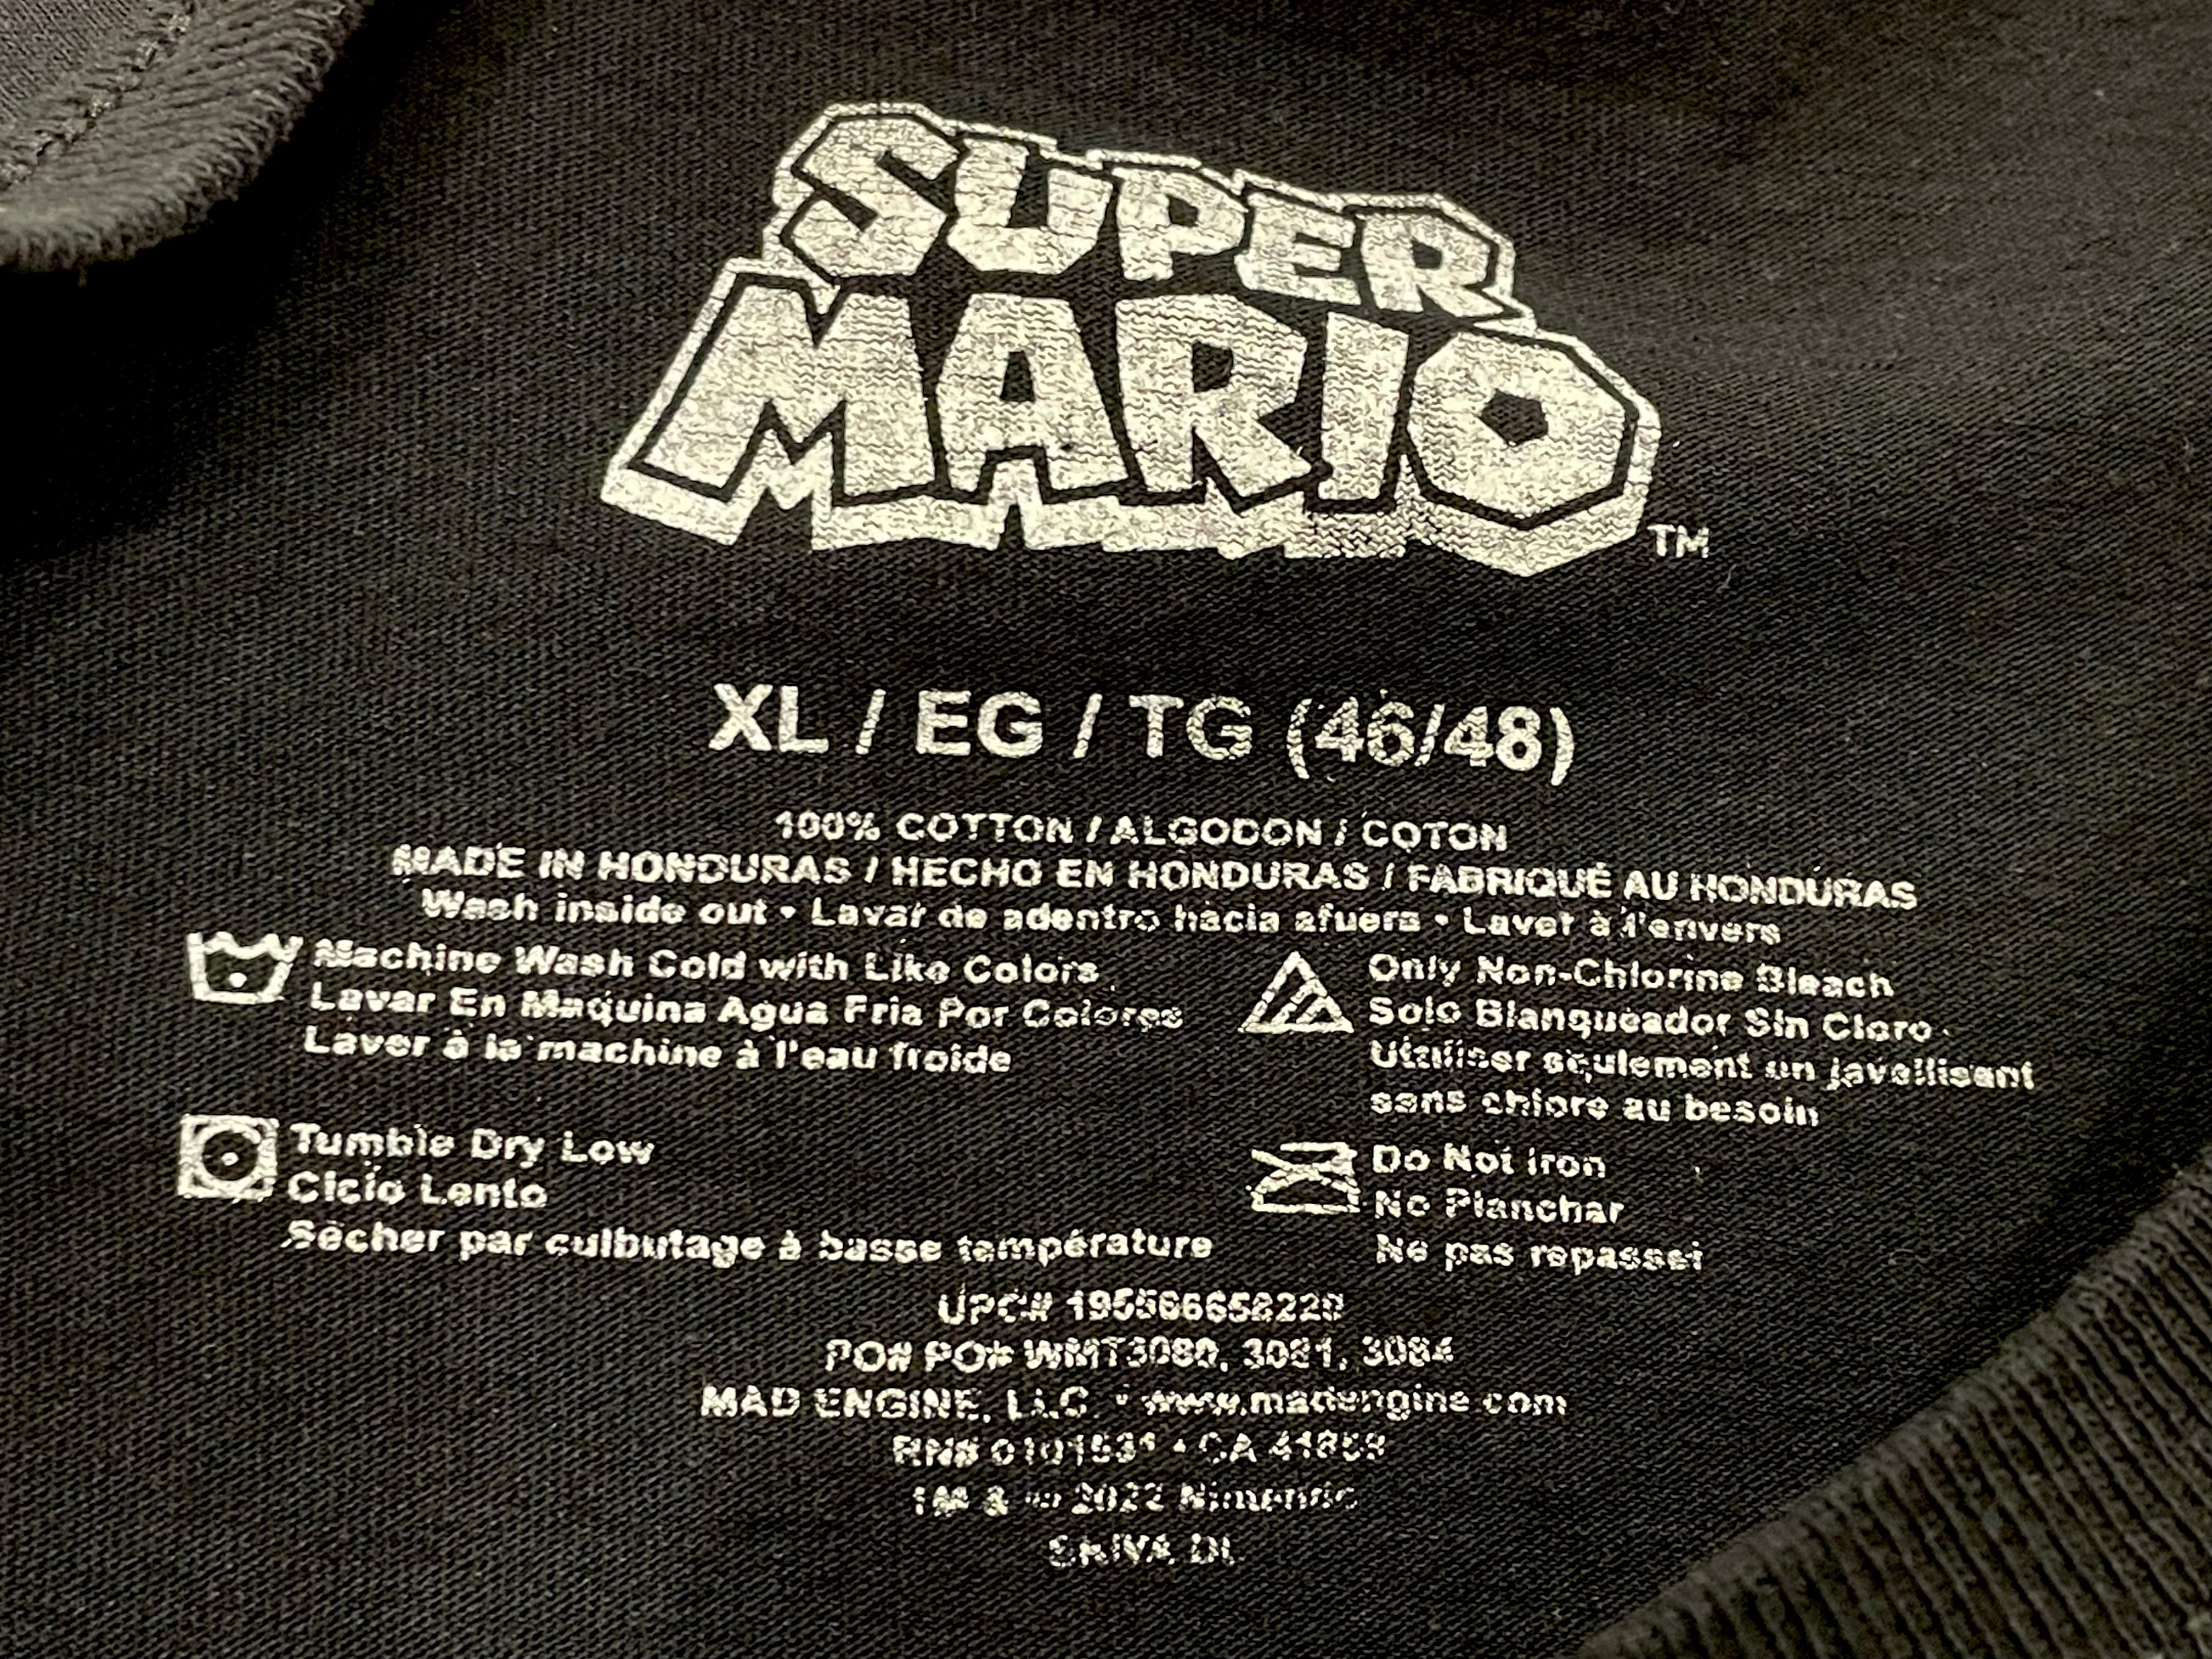 SUPER
MARIO
TM
XL / EG / TG (46/48)
100% COTTON / ALGODON / COTON
MADE IN HONDURAS / HECHO EN HONDURAS / FABRIQUÉ AU HONDURAS
Wash inside out • Lavar de adentro hacia afuera • Laver à l'envers
Machine Wash Cold with Like Colors
Lavar En Maquina Agua Fria Por Colores
Laver à la machine à l'eau froide
Only Non-Chlorine Bleach
Solo Blanqueador Sin Cloro
Utiliser seulement un javellisant
sans chlore au besoin
Tumble Dry Low
Ciclo Lento
Sécher par culbutage à basse température
Do Not Iron
No Planchar
Ne pas repasser
UPC#
PO# PO# WMT3080, 3081, 3084
MAD ENGINE, LLC. • www.madengine.com
RN# 0101531 • CA 41859
TM & 2022 Nintendo